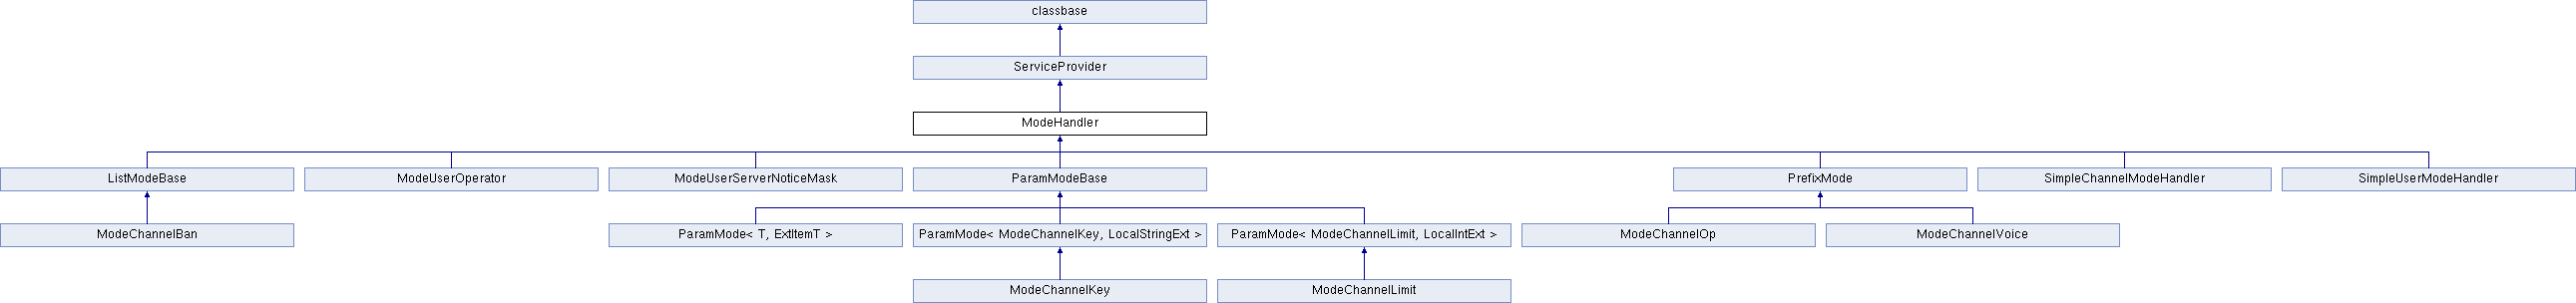 classbase
ServiceProvider
ModeHandler
ListModeBase
ModeUserOperator
ModeUserServerNoticeMask
ParamModeBase
PrefixMode
SimpleChannelModeHandler
SimpleUserModeHandler
ModeChannelBan
ParamMode< T, ExtItemT >
ParamMode< ModeChannelKey, LocalStringExt >
ParamMode< ModeChannelLimit, LocalIntExt >
ModeChannelOp
ModeChannelVoice
ModeChannelKey
ModeChannelLimit